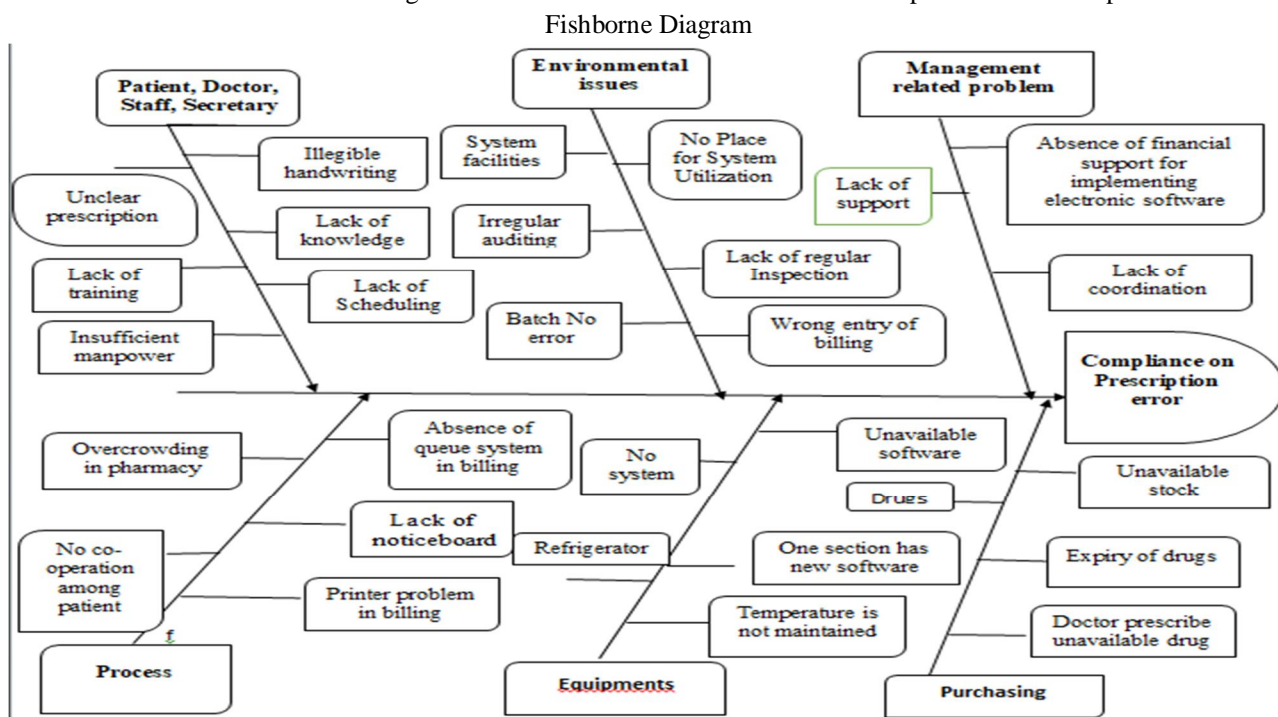 Fishborne Diagram
Patient, Doctor,
Staff, Secretary
Environmental
issues
Management
related problem
Illegible
handwriting
System
facilities
No Place
for System
Utilization
Absence of financial
support for
implementing
electronic software
Unclear
prescription
Lack of
support
Lack of
knowledge
Irregular
auditing
Lack of
training
Lack of
Scheduling
Lack of regular
Inspection
Lack of
coordination
Insufficient
manpower
Batch No
error
Wrong entry of
billing
Compliance on
Prescription
error
Overcrowding
in pharmacy
Absence of
queue system
in billing
No
system
Unavailable
software
Unavailable
stock
Drugs
Lack of
noticeboard
No co-
operation
among
patient
Refrigerator
One section has
new software
Expiry of drugs
Printer problem
in billing
Temperature is
not maintained
Doctor prescribe
unavailable drug
f
Process
Equipments
Purchasing